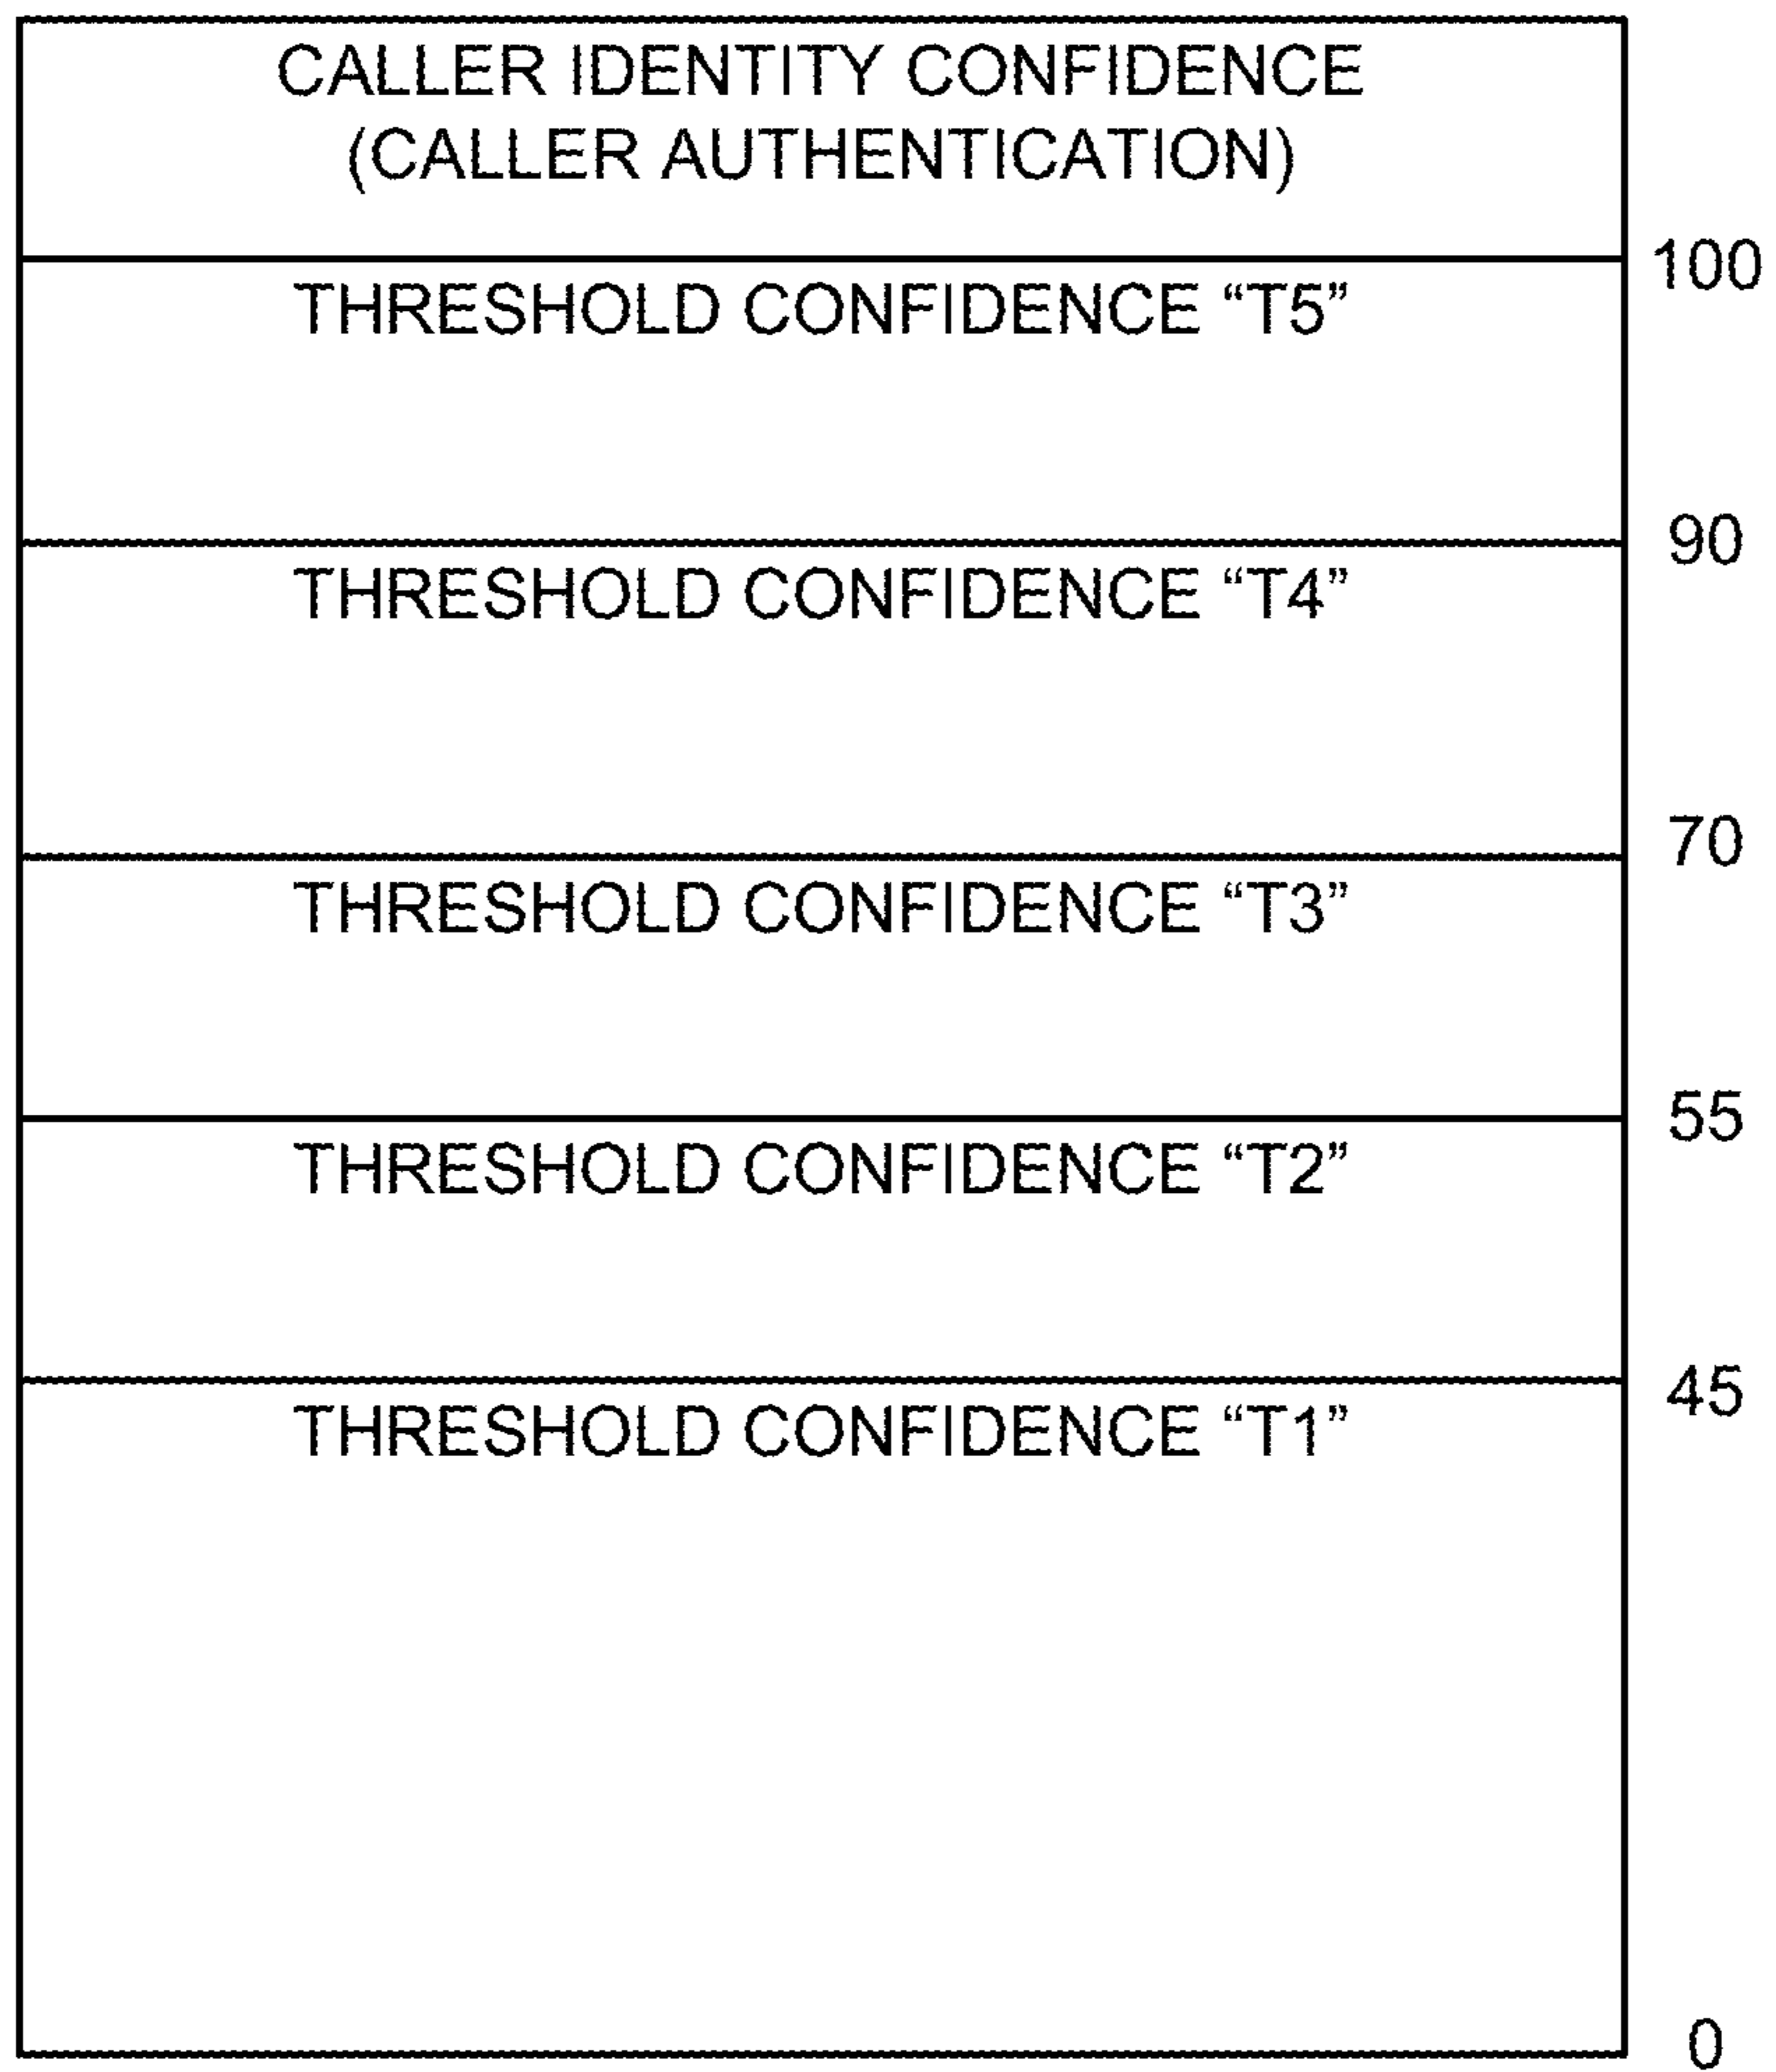 CALLER IDENTITY CONFIDENCE
(CALLER AUTHENTICATION)
100
THRESHOLD CONFIDENCE “T5”
90
THRESHOLD CONFIDENCE “T4”
70
THRESHOLD CONFIDENCE “T3”
55
THRESHOLD CONFIDENCE “T2”
45
THRESHOLD CONFIDENCE “T1”
0